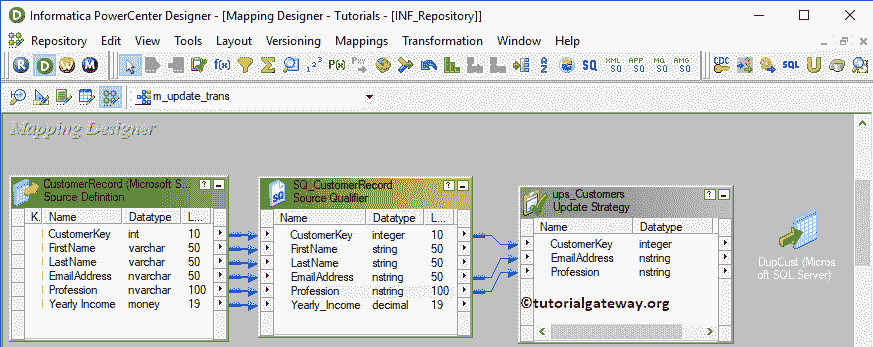 Informatica PowerCenter Designer - [Mapping Designer - Tutorials - [INF_Repository]]
Repository Edit View Tools Layout Versioning Mappings Transformation Window Help
R D W M f(x) Σ 1 2 3 P(x) A Z SQ XML SQ APP SQ MQ SQ AMG SQ CDC SQL U
m_update_trans
Mapping Designer
CustomerRecord (Microsoft S...
Source Definition
K Name Datatype L...
CustomerKey int 10
FirstName varchar 50
LastName varchar 50
EmailAddress nvarchar 50
Profession nvarchar 100
Yearly Income money 19
SQ_CustomerRecord
Source Qualifier
Name Datatype L...
CustomerKey integer 10
FirstName string 50
LastName string 50
EmailAddress nstring 50
Profession nstring 100
Yearly_Income decimal 19
ups_Customers
Update Strategy
Name Datatype
CustomerKey integer
EmailAddress nstring
Profession nstring
©tutorialgateway.org
DupCust (Micros
oft SQL Server)